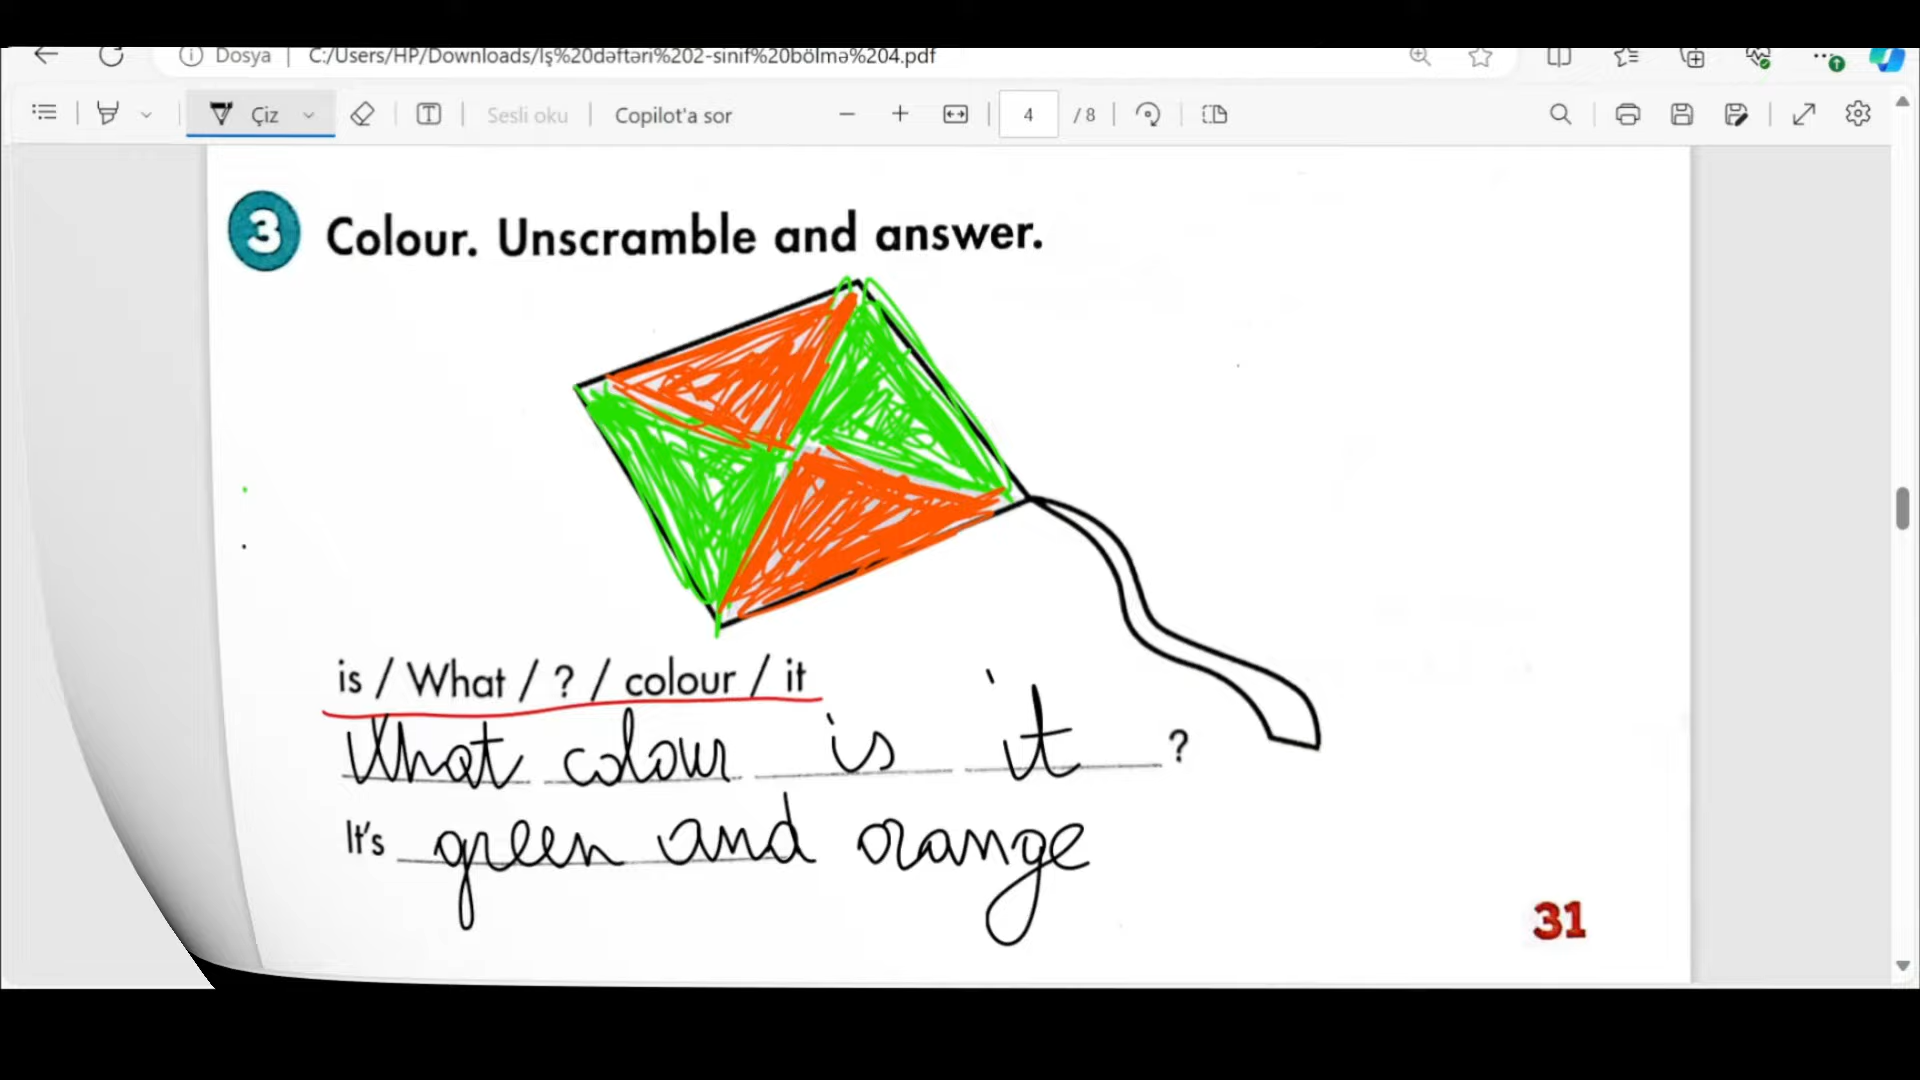 Dosya | C:/Users/HP/Downloads/İş%20dəftəri%202-sinif%20bölmə%204.pdf
Çiz Sesli oku Copilot'a sor 4 / 8
3 Colour. Unscramble and answer.
is / What / ? / colour / it
What colour is it ?
It's green and orange
31